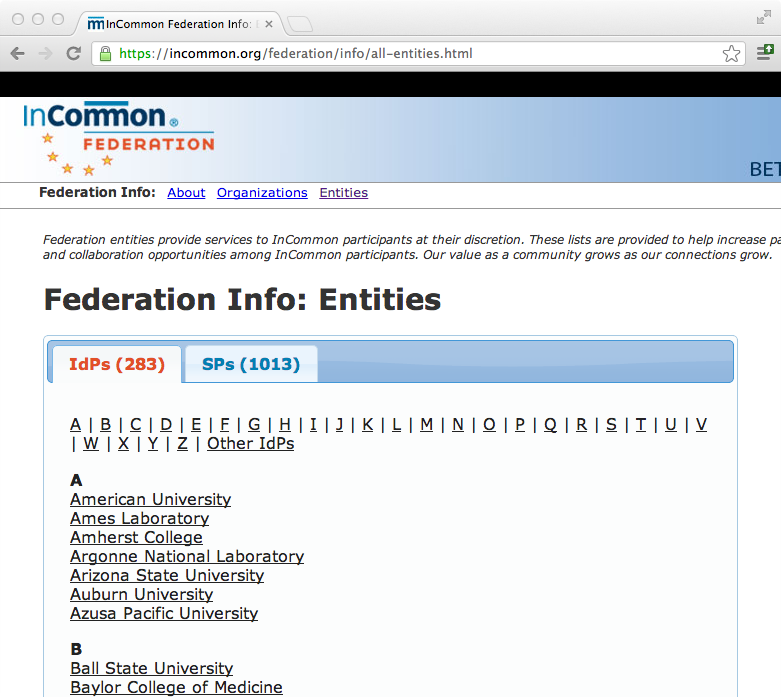 InCommon Federation Info:
https://incommon.org/federation/info/all-entities.html
InCommon®
FEDERATION
BET
Federation Info: About Organizations Entities
Federation entities provide services to InCommon participants at their discretion. These lists are provided to help increase pa
and collaboration opportunities among InCommon participants. Our value as a community grows as our connections grow.
Federation Info: Entities
IdPs (283) SPs (1013)
A | B | C | D | E | F | G | H | I | J | K | L | M | N | O | P | Q | R | S | T | U | V
| W | X | Y | Z | Other IdPs
A
American University
Ames Laboratory
Amherst College
Argonne National Laboratory
Arizona State University
Auburn University
Azusa Pacific University
B
Ball State University
Baylor College of Medicine